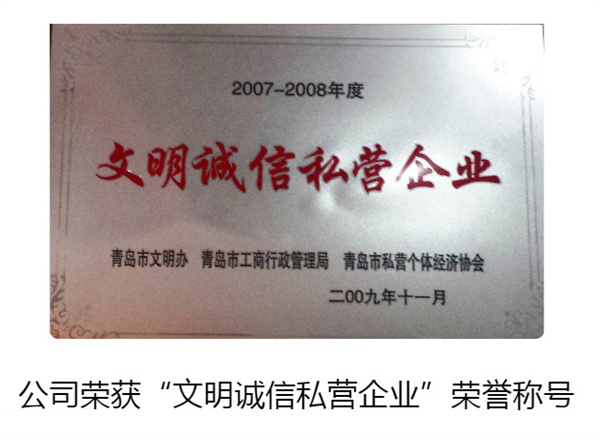 2007-2008年度
文明诚信私营企业
青岛市文明办 青岛市工商行政管理局 青岛市私营个体经济协会
二00九年十一月
公司荣获“文明诚信私营企业”荣誉称号